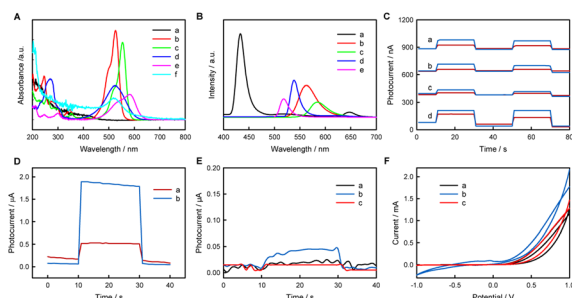 A
Absorbance /a.u.
a
b
c
d
e
f
200 300 400 500 600 700 800
Wavelength / nm
B
Intensity / a.u.
a
b
c
d
e
400 450 500 550 600 650 700
Wavelength / nm
C
Photocurrent / nA
1200
900
600
300
0
a
b
c
d
0 20 40 60 80
Time / s
D
Photocurrent / µA
2.0
1.5
1.0
0.5
0.0
a
b
0 10 20 30 40
Time / s
E
Photocurrent / µA
0.20
0.15
0.10
0.05
0.00
a
b
c
0 10 20 30 40
Time / s
F
Current / mA
2.0
1.5
1.0
0.5
0.0
a
b
c
-1.0 -0.5 0.0 0.5 1.0
Potential / V